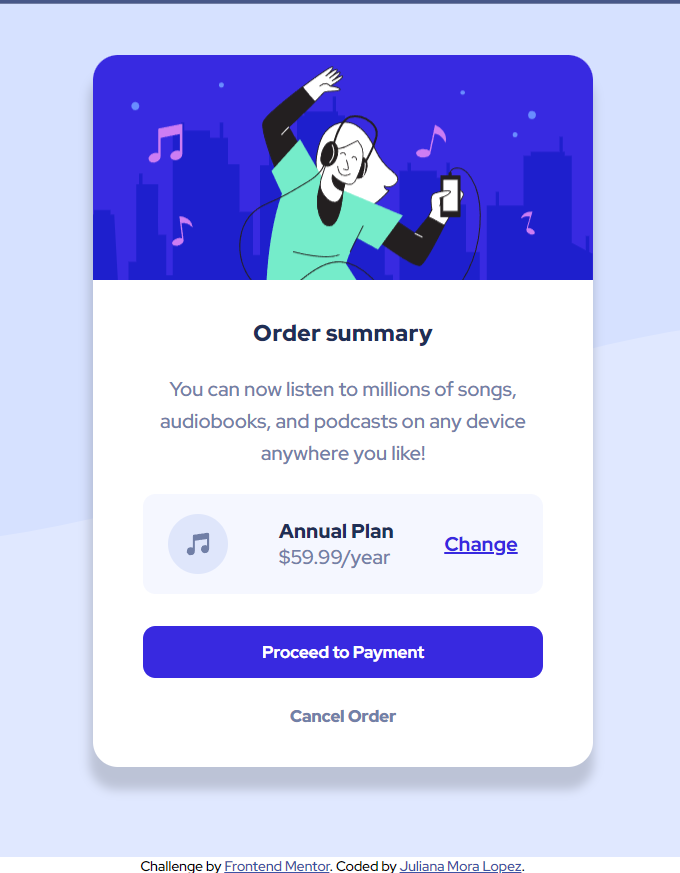 Order summary
You can now listen to millions of songs,
audiobooks, and podcasts on any device
anywhere you like!
Annual Plan
$59.99/year
Change
Proceed to Payment
Cancel Order
Challenge by Frontend Mentor. Coded by Juliana Mora Lopez.